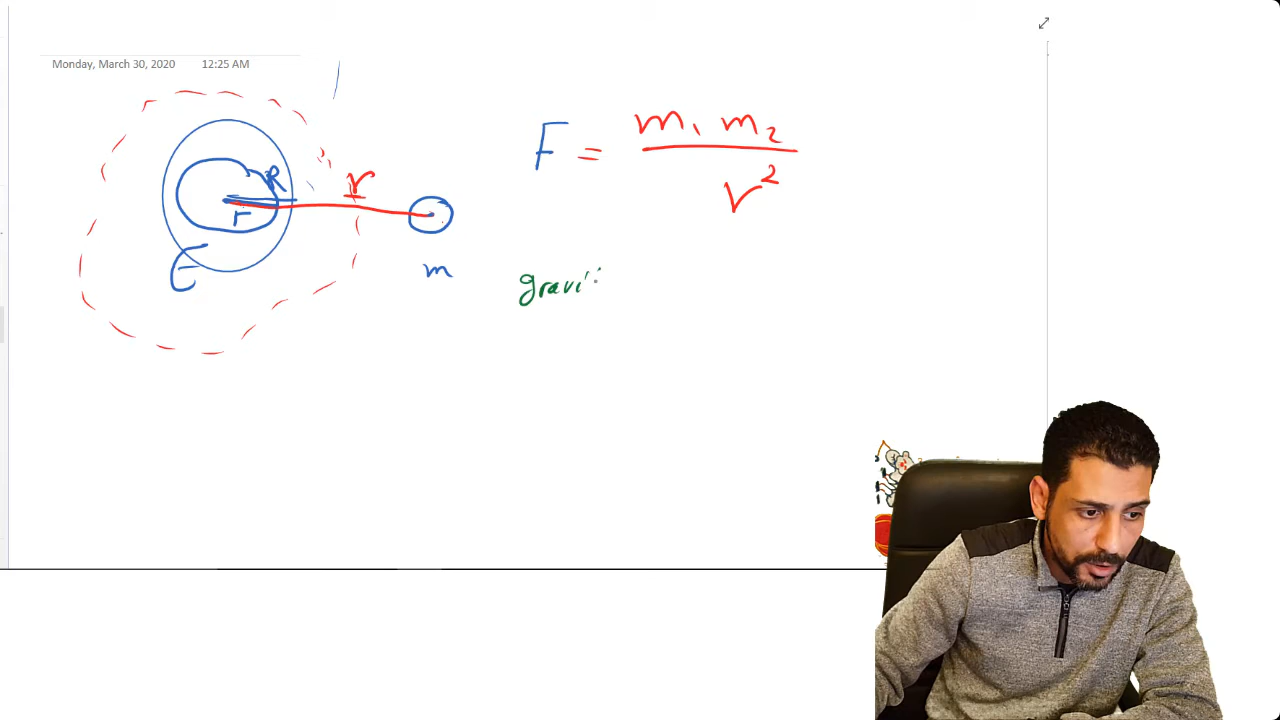 Monday, March 30, 2020 12:25 AM
R
r
r
E
m
F = m1 m2 / r²
gravi